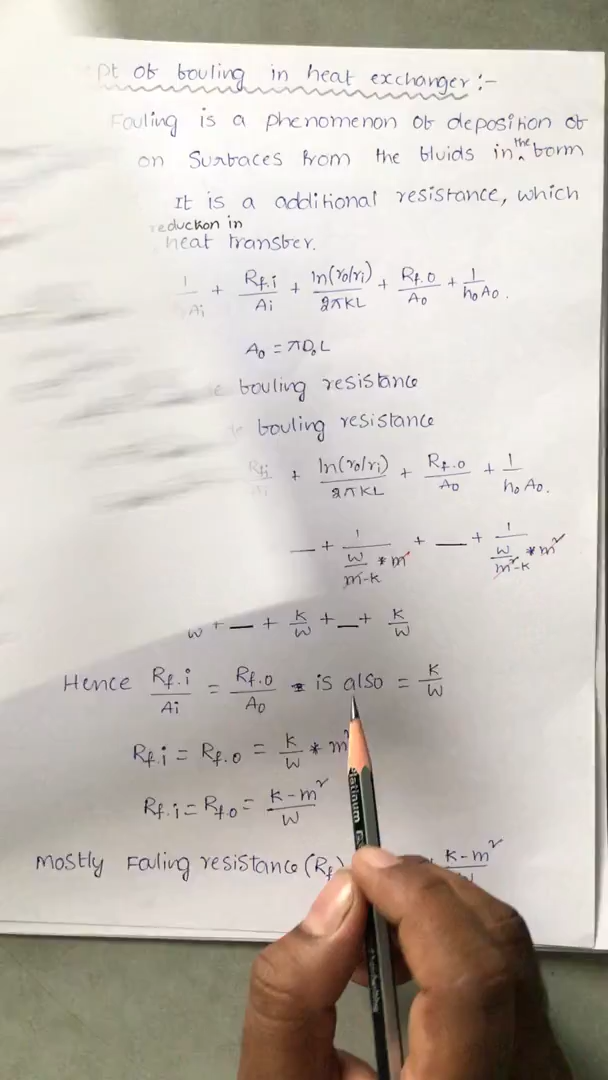 pt of fouling in heat exchanger :-
Fouling is a phenomenon of deposition of
on surfaces from the fluids in the form
It is a additional resistance, which
reduction in
heat transfer.
1/Ai + Rf.i/Ai + ln(ro/ri)/2πKL + Rf.o/Ao + 1/hoAo.
Ao = πDoL
fouling resistance
fouling resistance
Rfi/Ai + ln(ro/ri)/2πKL + Rf.o/Ao + 1/hoAo.
— + 1/(W/m-k * m) + — + 1/(W/m²-k * m²)
W + — + K/W + — + K/W
Hence Rf.i/Ai = Rf.o/Ao is also = K/W
Rf.i = Rf.o = K/W * m²
Rf.i = Rf.o = K-m²/W
Mostly Fouling resistance (Rf) K-m²/W
platinum